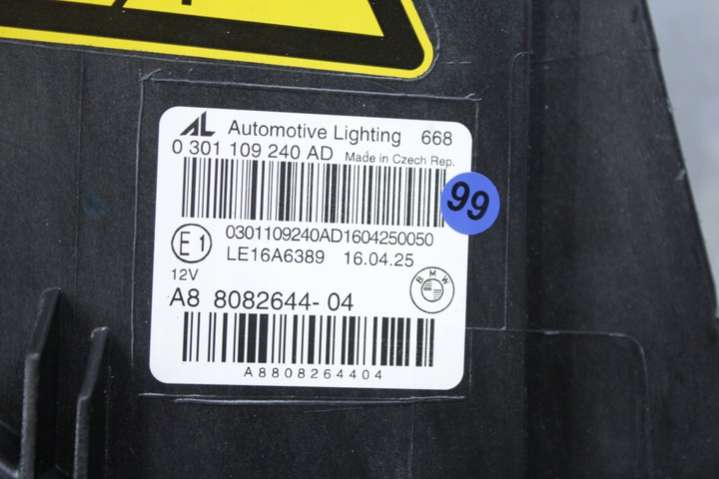 AL Automotive Lighting 668
0 301 109 240 AD Made in Czech Rep.
99
0301109240AD1604250050
E1
LE16A6389 16.04.25
12V
BMW
A8 8082644-04
A8808264404